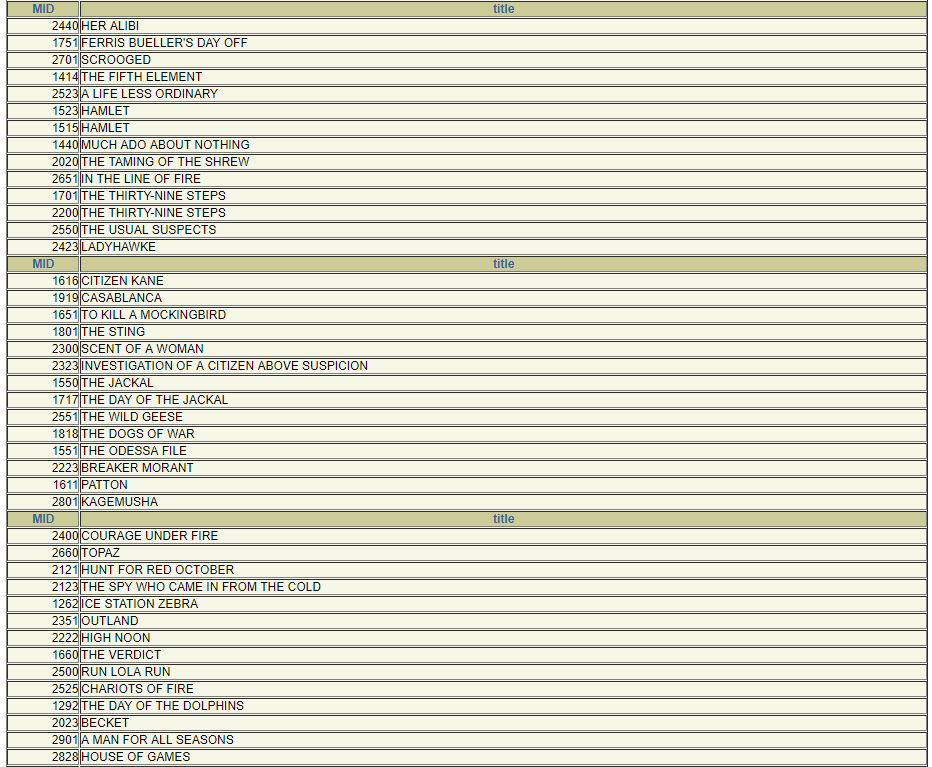 MID title
2440 HER ALIBI
1751 FERRIS BUELLER'S DAY OFF
2701 SCROOGED
1414 THE FIFTH ELEMENT
2523 A LIFE LESS ORDINARY
1523 HAMLET
1515 HAMLET
1440 MUCH ADO ABOUT NOTHING
2020 THE TAMING OF THE SHREW
2651 IN THE LINE OF FIRE
1701 THE THIRTY-NINE STEPS
2200 THE THIRTY-NINE STEPS
2550 THE USUAL SUSPECTS
2423 LADYHAWKE
MID title
1616 CITIZEN KANE
1919 CASABLANCA
1651 TO KILL A MOCKINGBIRD
1801 THE STING
2300 SCENT OF A WOMAN
2323 INVESTIGATION OF A CITIZEN ABOVE SUSPICION
1550 THE JACKAL
1717 THE DAY OF THE JACKAL
2551 THE WILD GEESE
1818 THE DOGS OF WAR
1551 THE ODESSA FILE
2223 BREAKER MORANT
1611 PATTON
2801 KAGEMUSHA
MID title
2400 COURAGE UNDER FIRE
2660 TOPAZ
2121 HUNT FOR RED OCTOBER
2123 THE SPY WHO CAME IN FROM THE COLD
1262 ICE STATION ZEBRA
2351 OUTLAND
2222 HIGH NOON
1660 THE VERDICT
2500 RUN LOLA RUN
2525 CHARIOTS OF FIRE
1292 THE DAY OF THE DOLPHINS
2023 BECKET
2901 A MAN FOR ALL SEASONS
2828 HOUSE OF GAMES